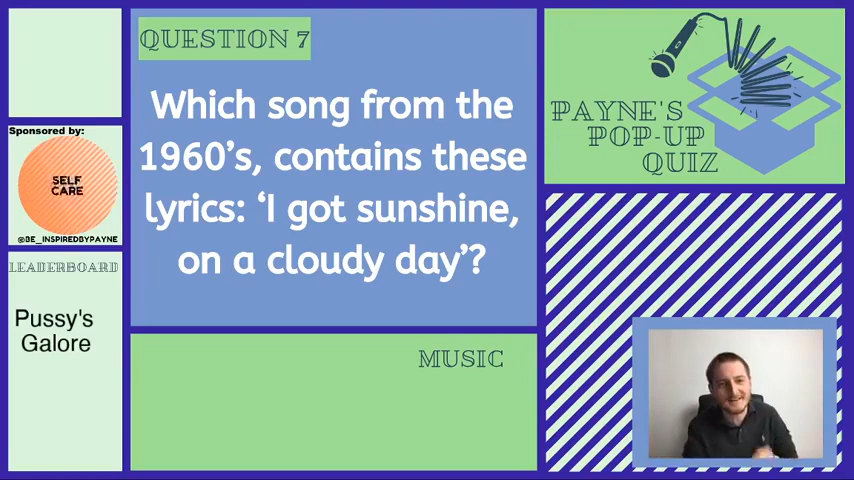 QUESTION 7
Which song from the
1960's, contains these
lyrics: ‘I got sunshine,
on a cloudy day’?
PAYNE'S
POP-UP
QUIZ
Sponsored by:
SELF
CARE
@BE_INSPIREDBYPAYNE
LEADERBOARD
Pussy's
Galore
MUSIC